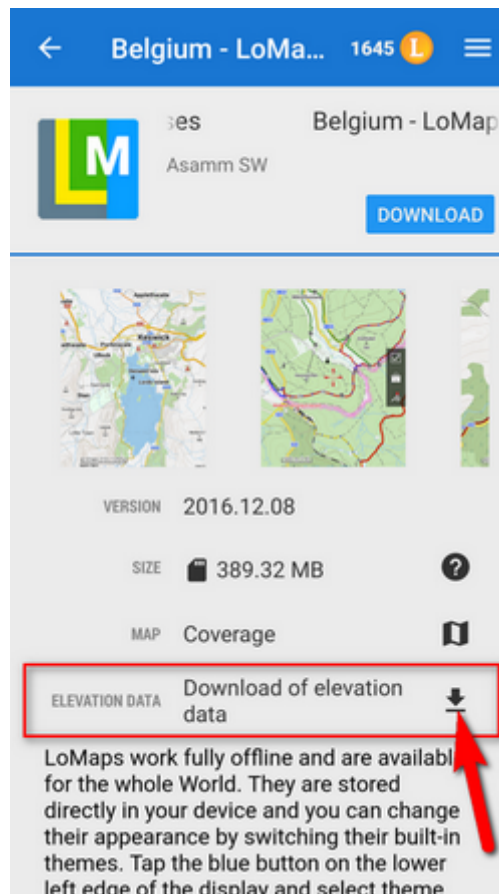 Belgium - LoMa... 1645 L
M
ses Belgium - LoMap
Asamm SW
DOWNLOAD
Keswick
VERSION 2016.12.08
SIZE 389.32 MB ?
MAP Coverage
ELEVATION DATA Download of elevation
data
LoMaps work fully offline and are availabl
for the whole World. They are stored
directly in your device and you can change
their appearance by switching their built-in
themes. Tap the blue button on the lower
left edge of the display and select theme